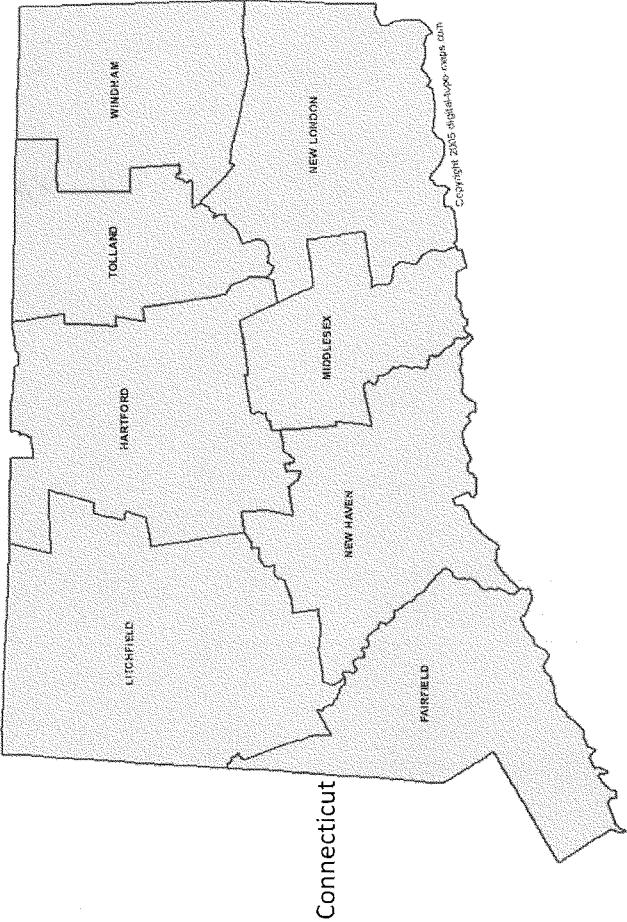 LITCHFIELD
HARTFORD
TOLLAND
WINDHAM
Connecticut
NEW HAVEN
MIDDLESEX
NEW LONDON
FAIRFIELD
Copyright 2005 digital-topo-maps.com